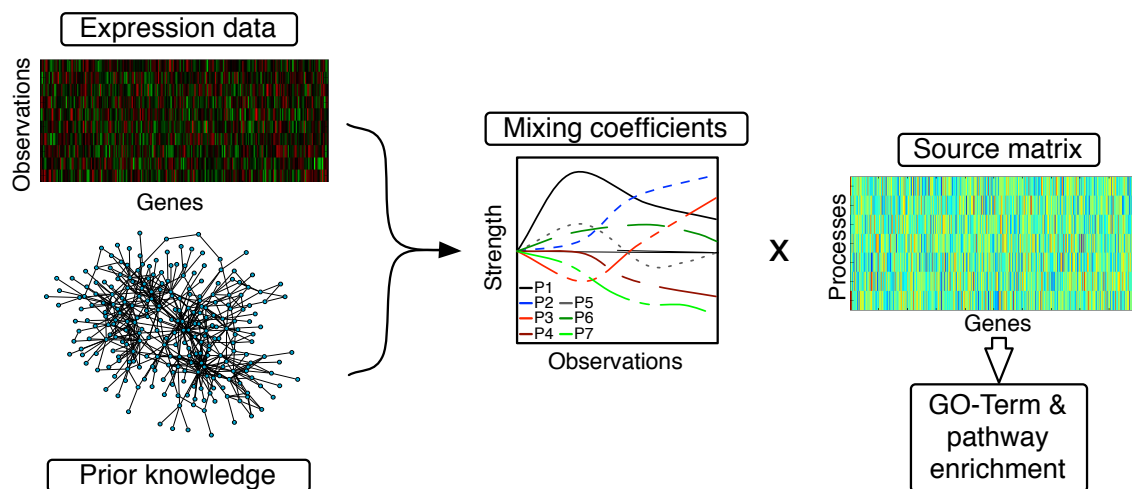 Expression data
Observations
Genes
Prior knowledge
Mixing coefficients
Strength
P1
P2
P3
P4
P5
P6
P7
Observations
x
Source matrix
Processes
Genes
GO-Term &
pathway
enrichment